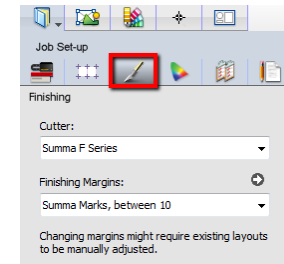 Job Set-up
Finishing
Cutter:
Summa F Series
Finishing Margins:
Summa Marks, between 10
Changing margins might require existing layouts
to be manually adjusted.